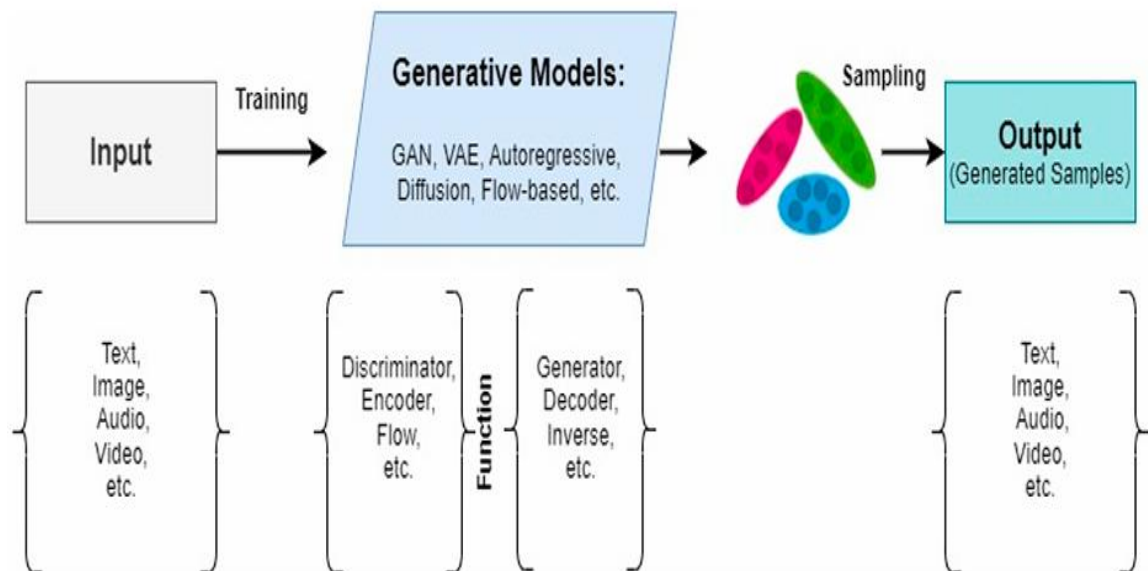 Input
Training
Generative Models:
GAN, VAE, Autoregressive,
Diffusion, Flow-based, etc.
Sampling
Output
(Generated Samples)
Text,
Image,
Audio,
Video,
etc.
Discriminator,
Encoder,
Flow,
etc.
Function
Generator,
Decoder,
Inverse,
etc.
Text,
Image,
Audio,
Video,
etc.